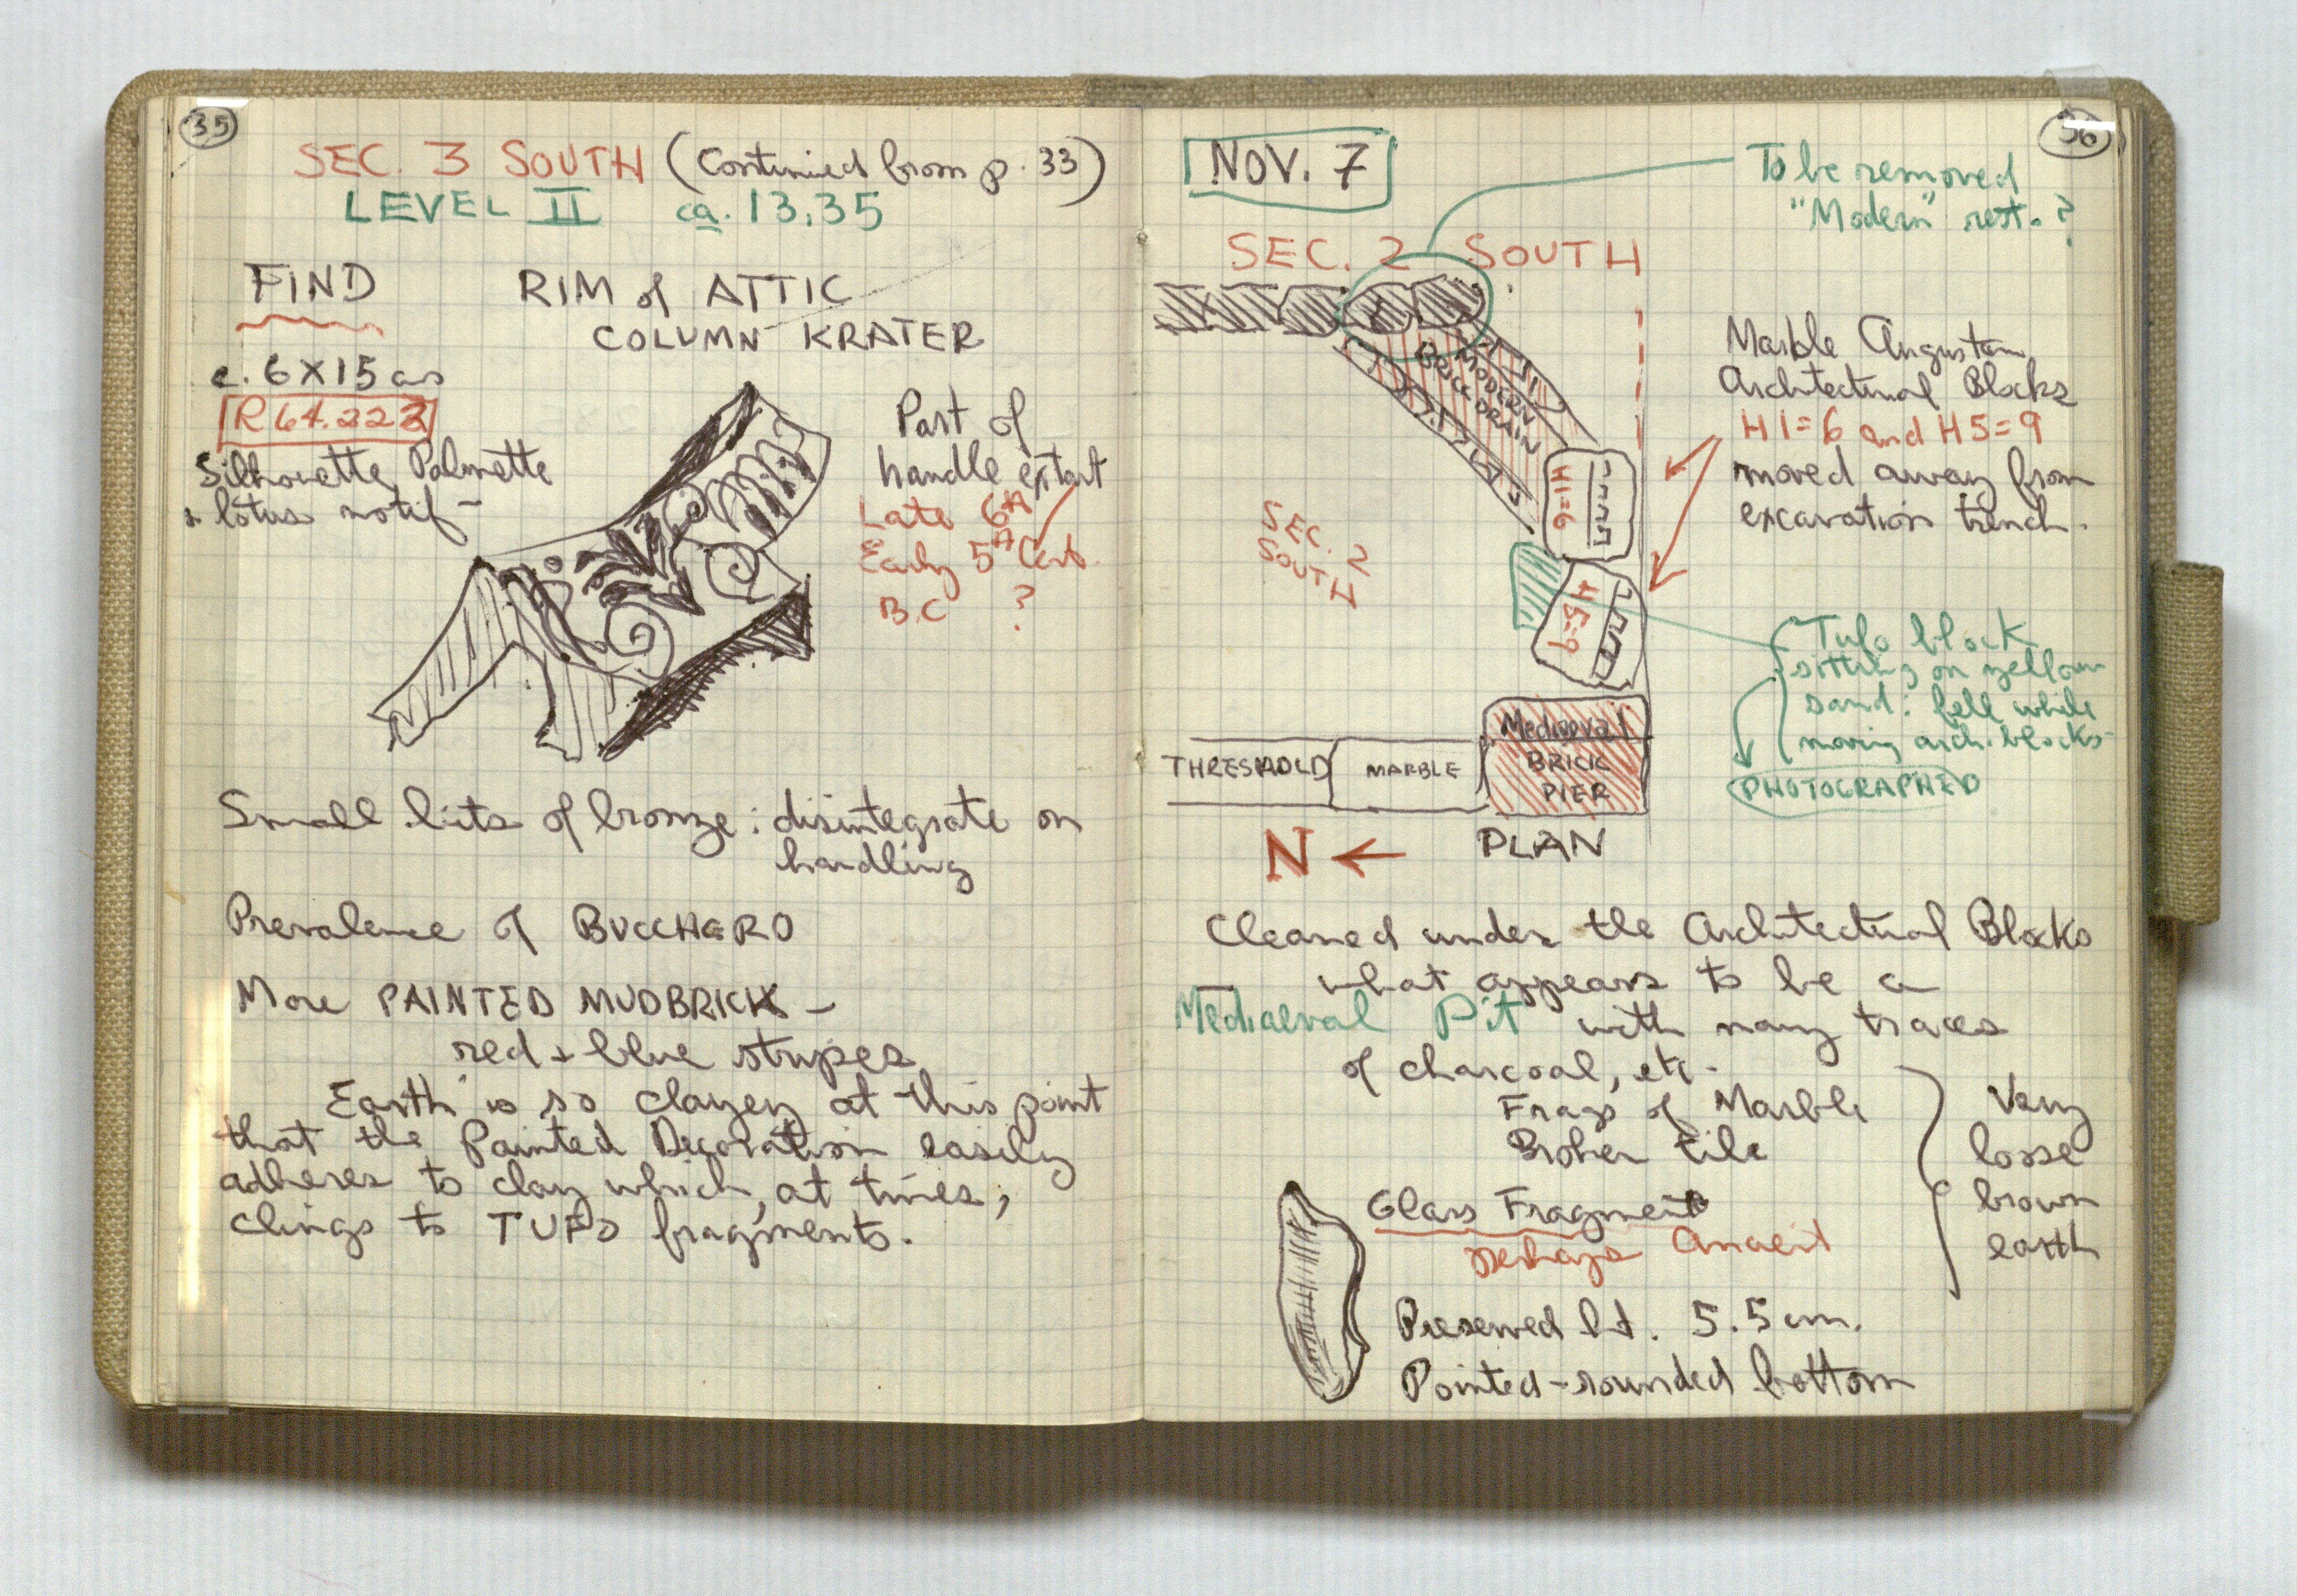 35
SEC. 3 SOUTH (Continued from p. 33)
LEVEL II ca. 13.35
FIND
RIM of ATTIC
COLUMN KRATER
c. 6 X 15 cm
R 64.222
Silhouette Palmette
+ lotus motif -
Part of
handle extant
Late 6th
Early 5th Cent.
B.C ?
Small bits of bronze: disintegrate on
handling
Prevalence of BUCCHERO
More PAINTED MUDBRICK -
red + blue stripes
Earth is so clayey at this point
that the Painted Decoration easily
adheres to clay which, at times,
clings to TUFO fragments.
36
NOV. 7
To be removed
"Modern" rest. ?
SEC. 2 SOUTH
MODERN
BRICK DRAIN
Marble Augustan
Architectural Blocks
H1=6 and H5=9
moved away from
excavation trench.
H1=6
SEC. 2
SOUTH
H5=9
Tufo block
sitting on yellow
sand: fell while
moving arch. blocks
PHOTOGRAPHED
THRESHOLD
MARBLE
Mediaeval
BRICK
PIER
N ←
PLAN
Cleaned under the Architectural Blocks
what appears to be a
Mediaeval Pit with many traces
of charcoal, etc.
Frags of Marble
Broken tile
Very
loose
brown
earth
Glass Fragment
perhaps Ancient
Preserved ht. 5.5 cm.
Pointed-rounded bottom